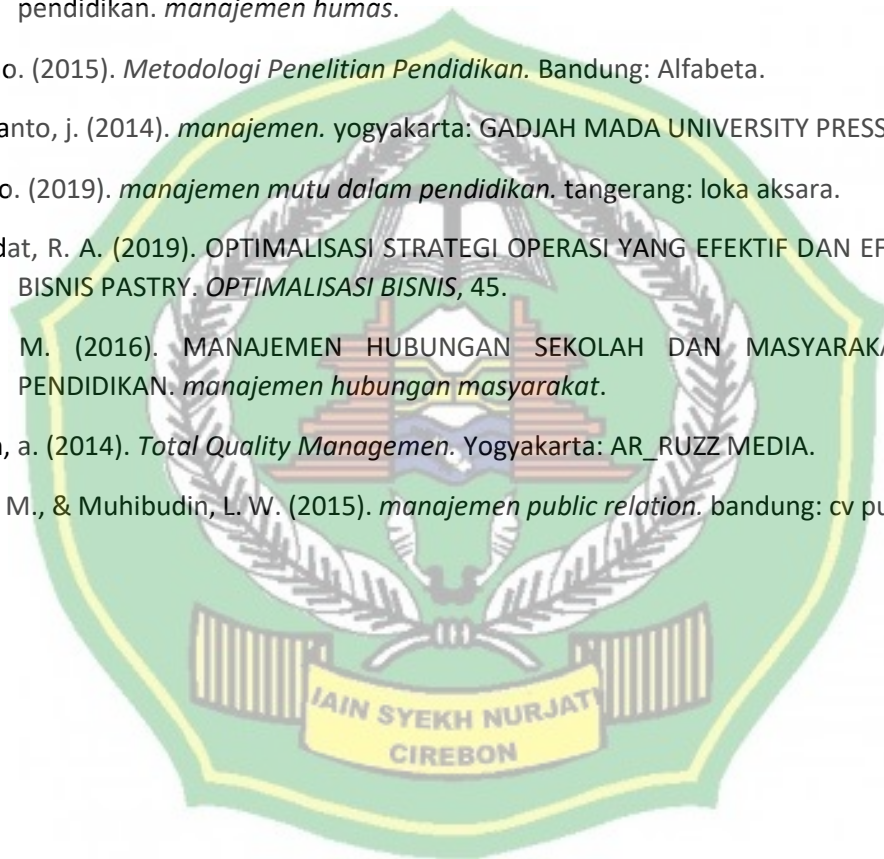 pendidikan. manajemen humas.
o. (2015). Metodologi Penelitian Pendidikan. Bandung: Alfabeta.
anto, j. (2014). manajemen. yogyakarta: GADJAH MADA UNIVERSITY PRESS
o. (2019). manajemen mutu dalam pendidikan. tangerang: loka aksara.
dat, R. A. (2019). OPTIMALISASI STRATEGI OPERASI YANG EFEKTIF DAN EF
BISNIS PASTRY. OPTIMALISASI BISNIS, 45.
M. (2016). MANAJEMEN HUBUNGAN SEKOLAH DAN MASYARAKA
PENDIDIKAN. manajemen hubungan masyarakat.
, a. (2014). Total Quality Managemen. Yogyakarta: AR_RUZZ MEDIA.
M., & Muhibudin, L. W. (2015). manajemen public relation. bandung: cv pu
IAIN SYEKH NURJATI
CIREBON